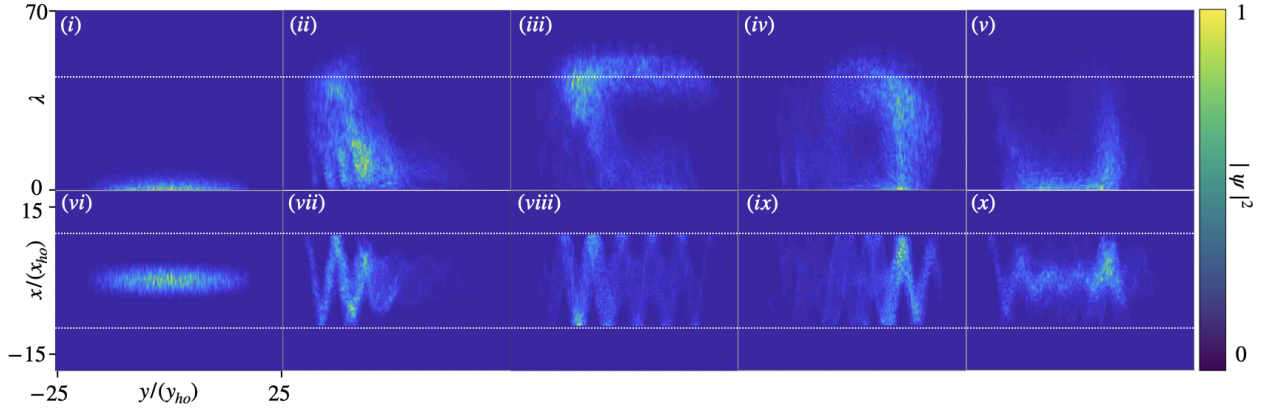 70
(i)
(ii)
(iii)
(iv)
(v)
1
λ
0
|ψ|²
(vi)
(vii)
(viii)
(ix)
(x)
15
x/(x_ho)
−15
0
−25
y/(y_ho)
25